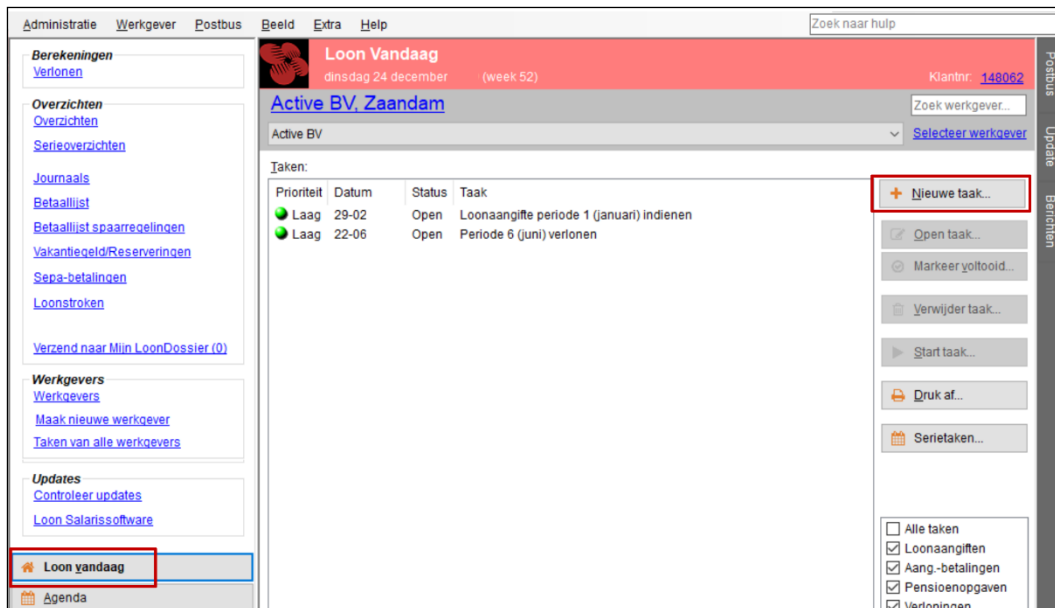 Administratie Werkgever Postbus Beeld Extra Help
Zoek naar hulp
Berekeningen
Verlonen
Overzichten
Overzichten
Serieoverzichten
Journaals
Betaallijst
Betaallijst spaarregelingen
Vakantiegeld/Reserveringen
Sepa-betalingen
Loonstroken
Verzend naar Mijn LoonDossier (0)
Werkgevers
Werkgevers
Maak nieuwe werkgever
Taken van alle werkgevers
Updates
Controleer updates
Loon Salarissoftware
Loon vandaag
Agenda
Loon Vandaag
dinsdag 24 december (week 52)
Klantnr: 148062
Active BV, Zaandam
Zoek werkgever...
Active BV
Selecteer werkgever
Taken:
Prioriteit Datum Status Taak
Laag 29-02 Open Loonaangifte periode 1 (januari) indienen
Laag 22-06 Open Periode 6 (juni) verlonen
Nieuwe taak...
Open taak...
Markeer voltooid...
Verwijder taak...
Start taak...
Druk af...
Serietaken...
Alle taken
Loonaangiften
Aang.-betalingen
Pensioenopgaven
Verloningen
Postbus
Update
Berichten